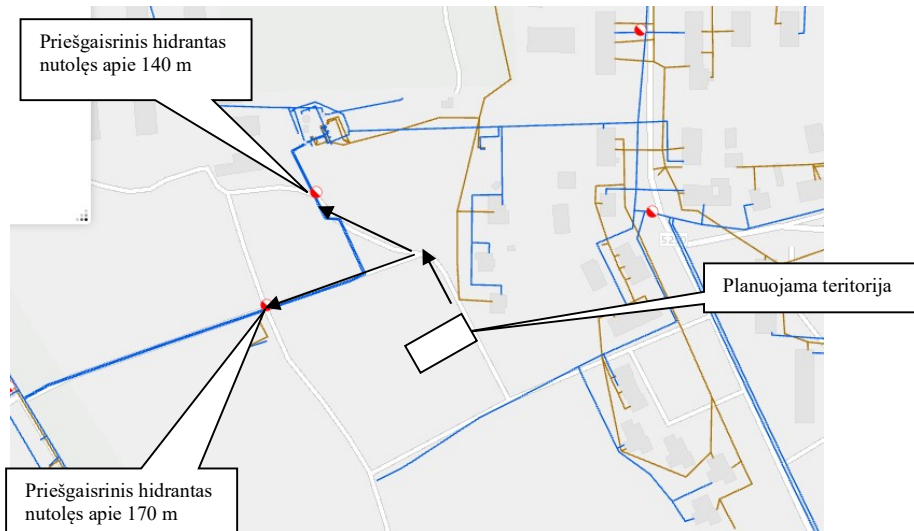 Priešgaisrinis hidrantas
nutolęs apie 140 m
Planuojama teritorija
Priešgaisrinis hidrantas
nutolęs apie 170 m